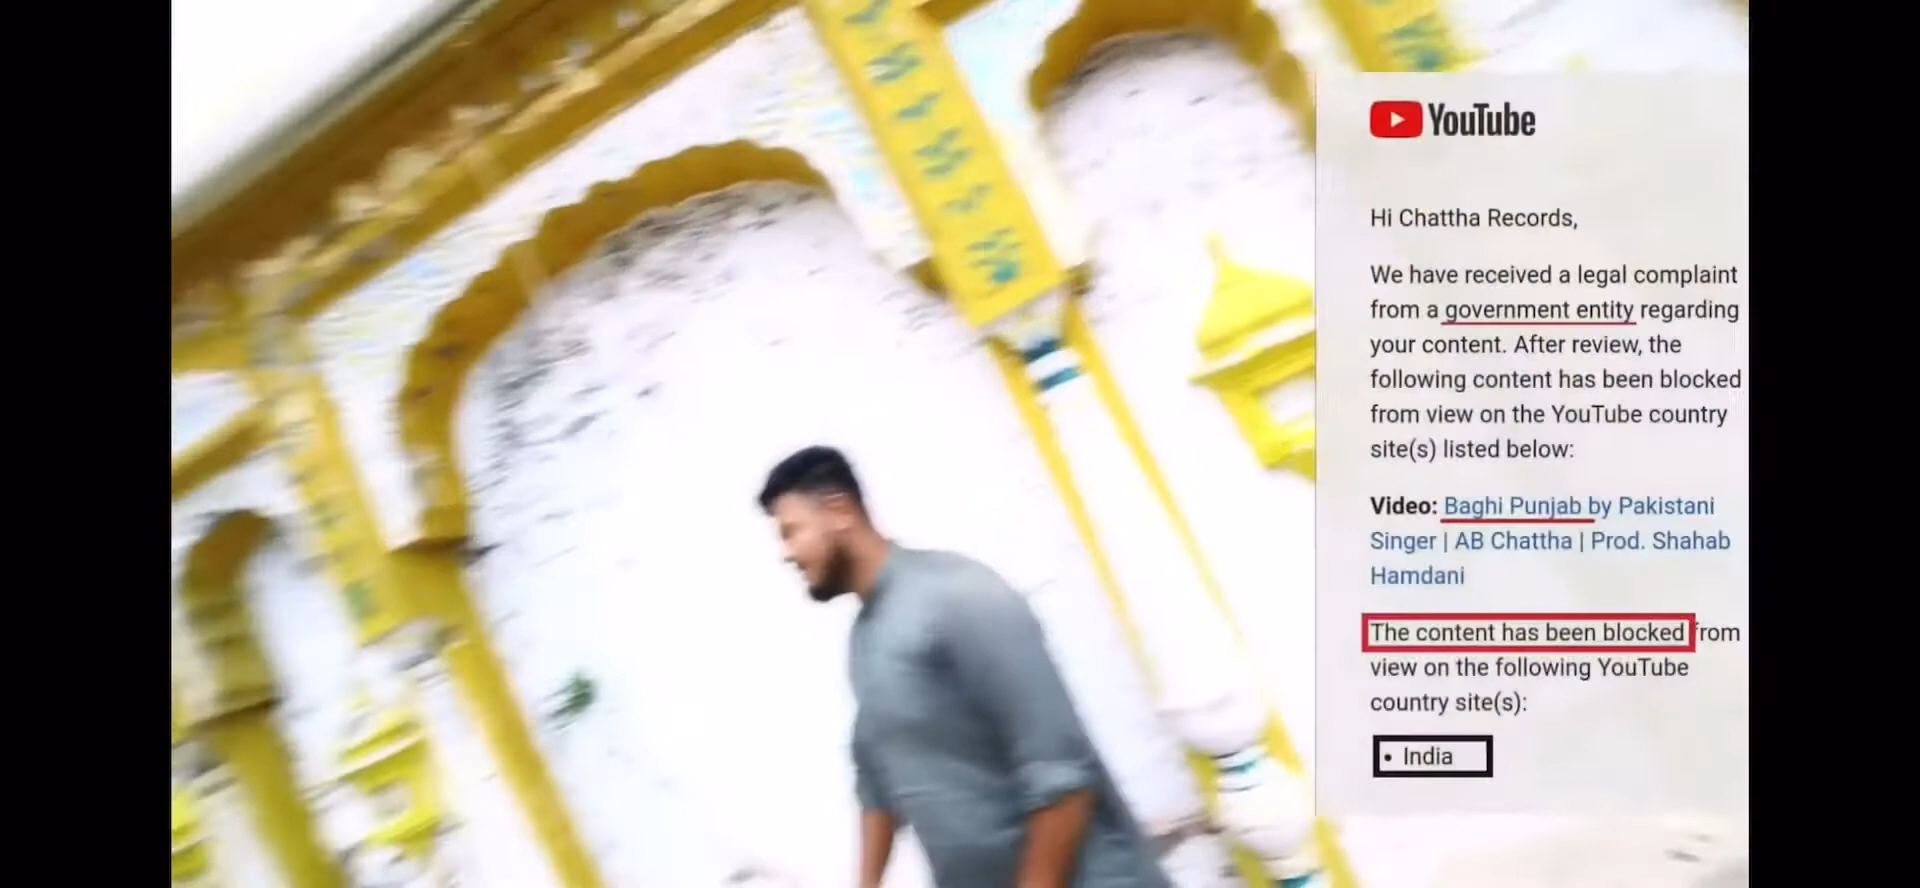 YouTube
Hi Chattha Records,
We have received a legal complaint
from a government entity regarding
your content. After review, the
following content has been blocked
from view on the YouTube country
site(s) listed below:
Video: Baghi Punjab by Pakistani
Singer | AB Chattha | Prod. Shahab
Hamdani
The content has been blocked from
view on the following YouTube
country site(s):
• India